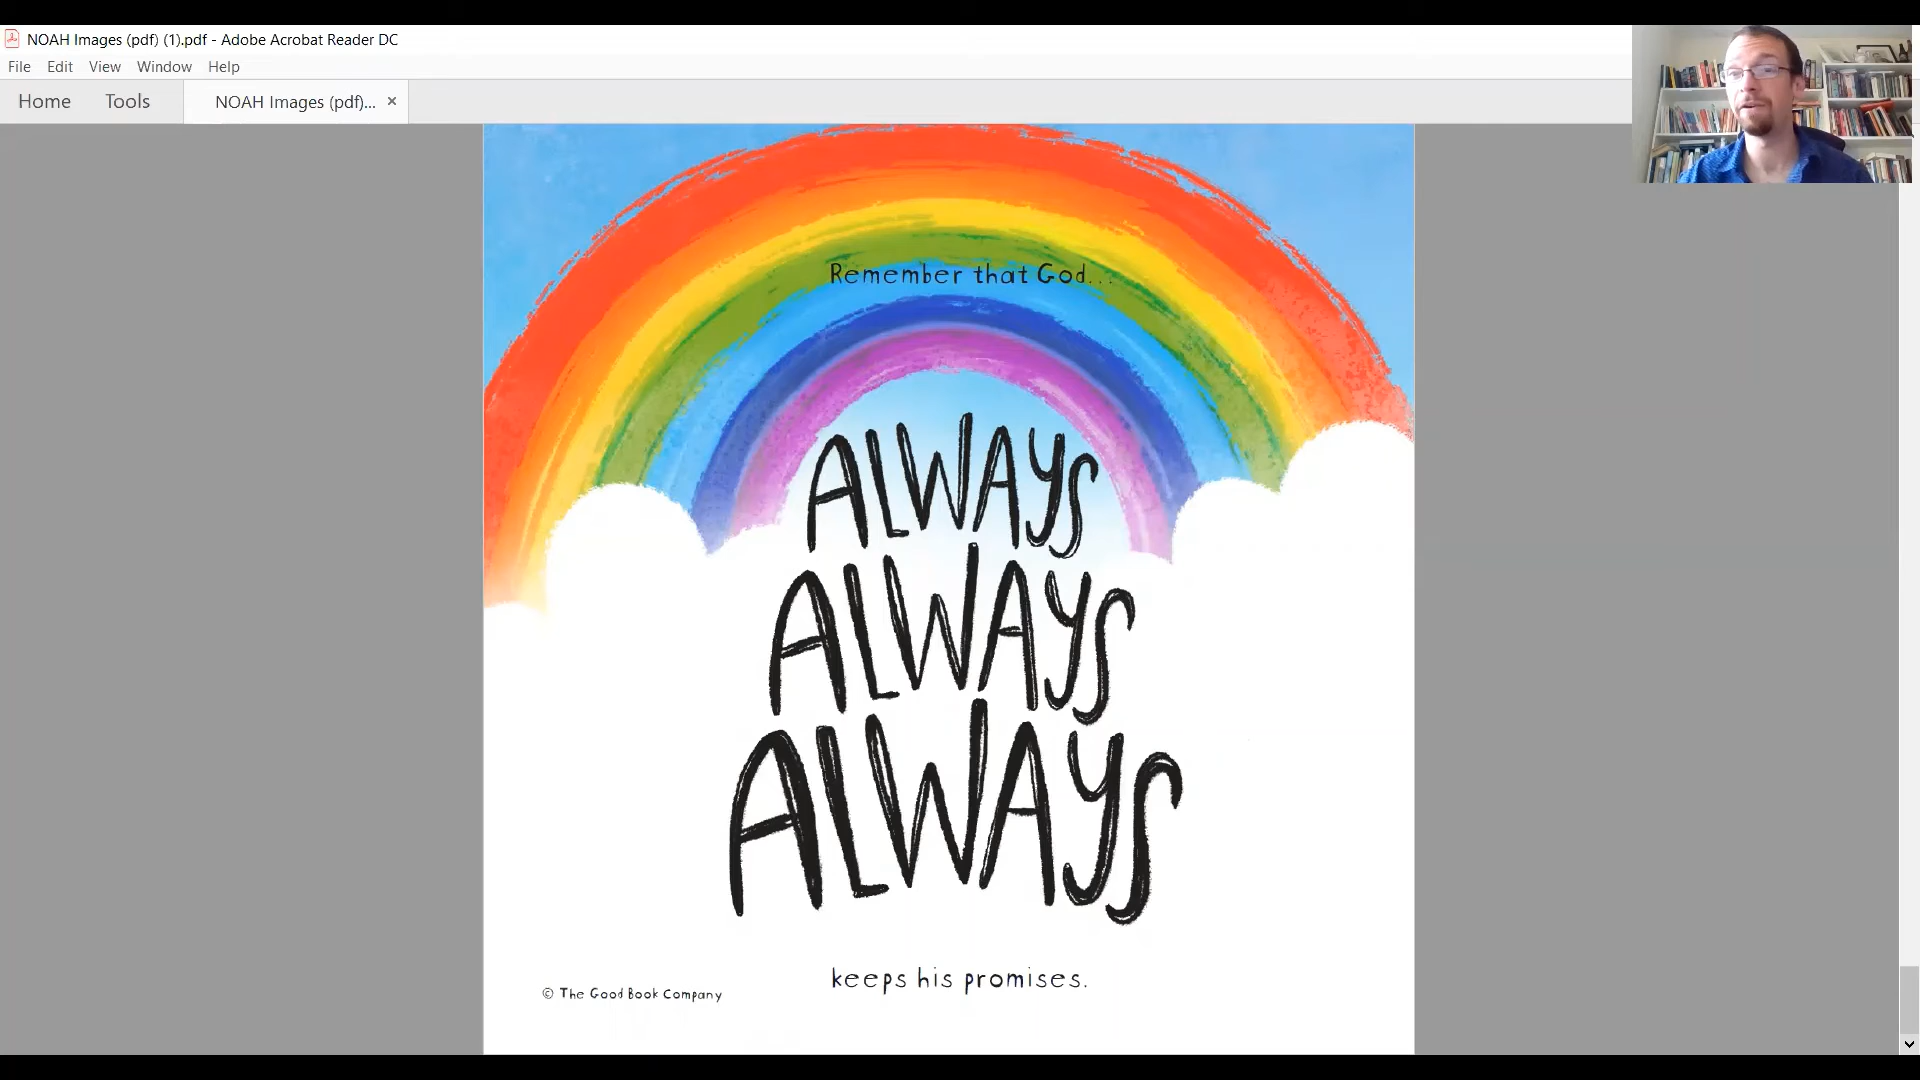 NOAH Images (pdf) (1).pdf - Adobe Acrobat Reader DC
File Edit View Window Help
Home Tools NOAH Images (pdf)... ×
Remember that God...
ALWAYS
ALWAYS
ALWAYS
keeps his promises.
© The Good Book Company